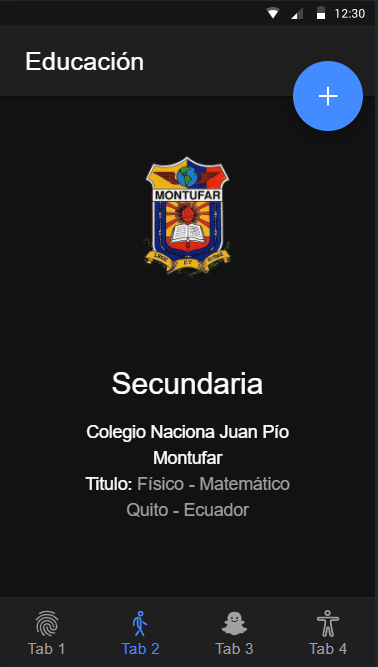 12:30
Educación
MONTUFAR
Secundaria
Colegio Naciona Juan Pío
Montufar
Titulo: Físico - Matemático
Quito - Ecuador
Tab 1
Tab 2
Tab 3
Tab 4